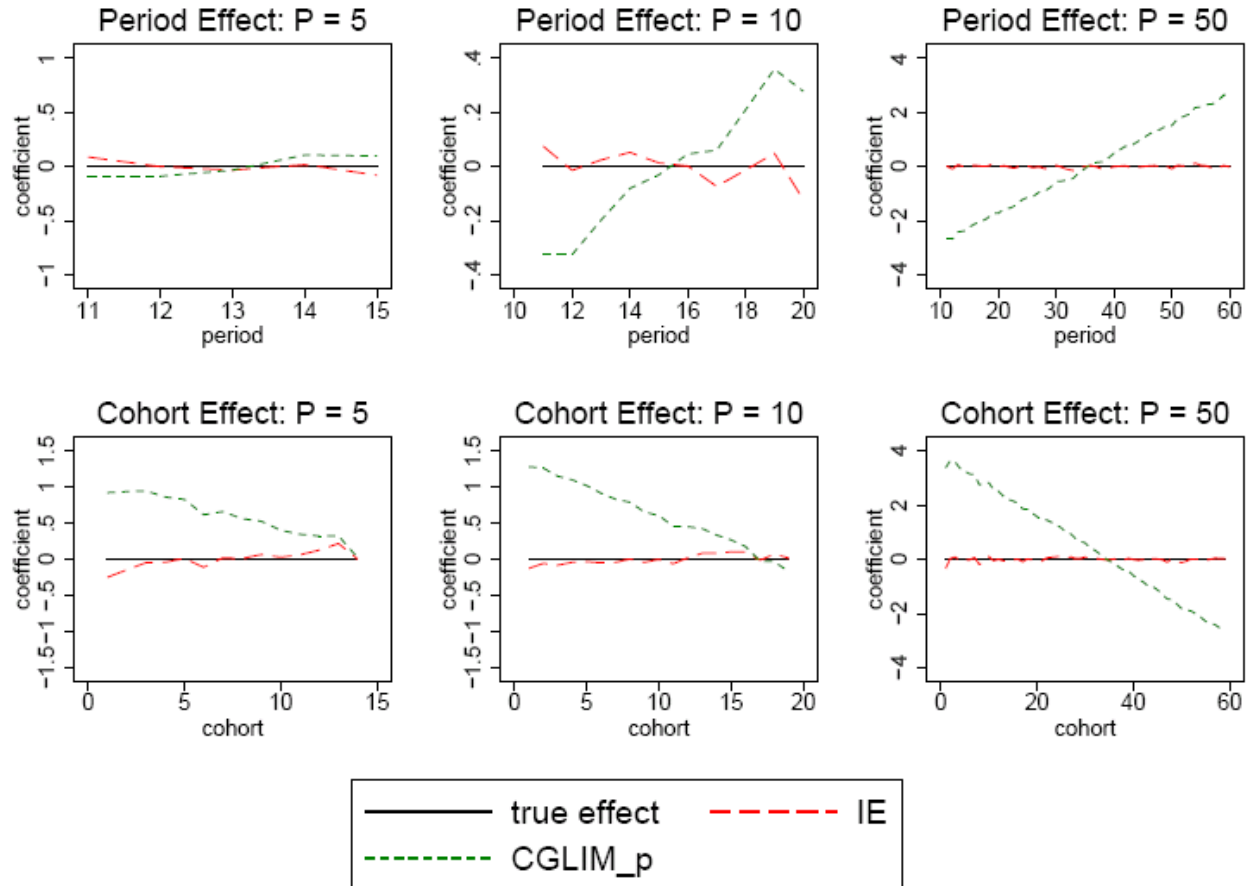 Period Effect: P = 5
coefficient
−1 −.5 0 .5 1
11 12 13 14 15
period
Period Effect: P = 10
coefficient
−.4 −.2 0 .2 .4
10 12 14 16 18 20
period
Period Effect: P = 50
coefficient
−4 −2 0 2 4
10 20 30 40 50 60
period
Cohort Effect: P = 5
coefficient
−1.5 −1 −.5 0 .5 1 1.5
0 5 10 15
cohort
Cohort Effect: P = 10
coefficient
−1.5 −1 −.5 0 .5 1 1.5
0 5 10 15 20
cohort
Cohort Effect: P = 50
coefficient
−4 −2 0 2 4
0 20 40 60
cohort
true effect
IE
CGLIM_p